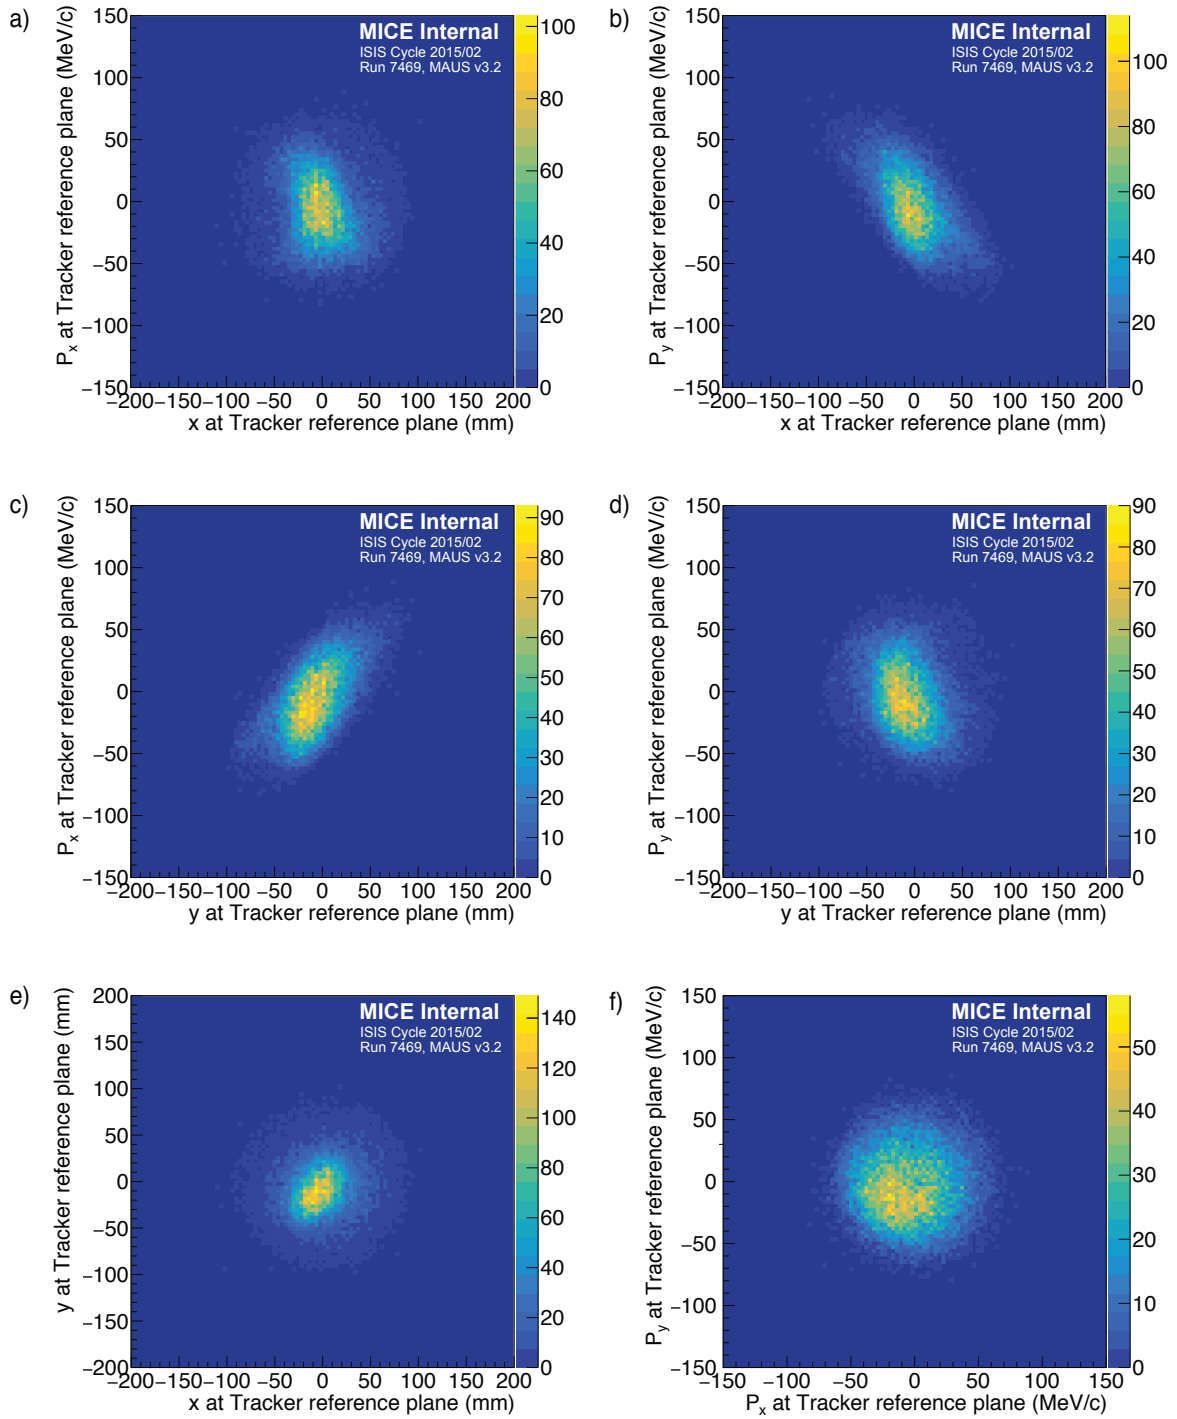 a)
MICE Internal
ISIS Cycle 2015/02
Run 7469, MAUS v3.2
P_x at Tracker reference plane (MeV/c)
150
100
50
0
−50
−100
−150
−200 −150 −100 −50 0 50 100 150 200
x at Tracker reference plane (mm)
100
80
60
40
20
0
b)
MICE Internal
ISIS Cycle 2015/02
Run 7469, MAUS v3.2
P_y at Tracker reference plane (MeV/c)
150
100
50
0
−50
−100
−150
−200 −150 −100 −50 0 50 100 150 200
x at Tracker reference plane (mm)
100
80
60
40
20
0
c)
MICE Internal
ISIS Cycle 2015/02
Run 7469, MAUS v3.2
P_x at Tracker reference plane (MeV/c)
150
100
50
0
−50
−100
−150
−200 −150 −100 −50 0 50 100 150 200
y at Tracker reference plane (mm)
90
80
70
60
50
40
30
20
10
0
d)
MICE Internal
ISIS Cycle 2015/02
Run 7469, MAUS v3.2
P_y at Tracker reference plane (MeV/c)
150
100
50
0
−50
−100
−150
−200 −150 −100 −50 0 50 100 150 200
y at Tracker reference plane (mm)
90
80
70
60
50
40
30
20
10
0
e)
MICE Internal
ISIS Cycle 2015/02
Run 7469, MAUS v3.2
y at Tracker reference plane (mm)
200
150
100
50
0
−50
−100
−150
−200
−200 −150 −100 −50 0 50 100 150 200
x at Tracker reference plane (mm)
140
120
100
80
60
40
20
0
f)
MICE Internal
ISIS Cycle 2015/02
Run 7469, MAUS v3.2
P_y at Tracker reference plane (MeV/c)
150
100
50
0
−50
−100
−150
−150 −100 −50 0 50 100 150
P_x at Tracker reference plane (MeV/c)
50
40
30
20
10
0